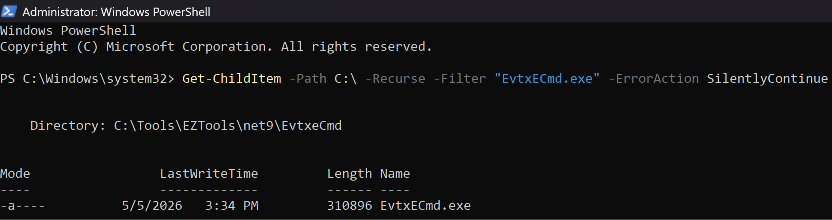 Administrator: Windows PowerShell
Windows PowerShell
Copyright (C) Microsoft Corporation. All rights reserved.
PS C:\Windows\system32> Get-ChildItem -Path C:\ -Recurse -Filter "EvtxECmd.exe" -ErrorAction SilentlyContinue
Directory: C:\Tools\EZTools\net9\EvtxeCmd
Mode LastWriteTime Length Name
---- ------------- ------ ----
-a---- 5/5/2026 3:34 PM 310896 EvtxECmd.exe